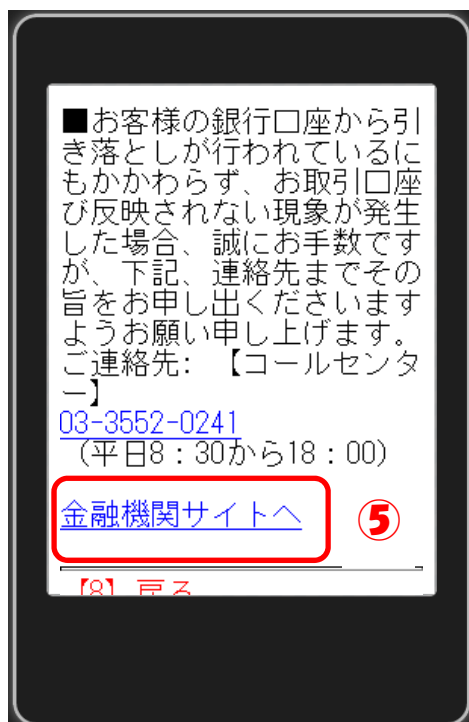 ■お客様の銀行口座から引
き落としが行われているに
もかかわらず、お取引口座
び反映されない現象が発生
した場合、誠にお手数です
が、下記、連絡先までその
旨をお申し出くださいます
ようお願い申し上げます。
ご連絡先: 【コールセンタ
ー】
03-3552-0241
(平日8：30から18：00)
金融機関サイトへ
⑤
【8】戻る